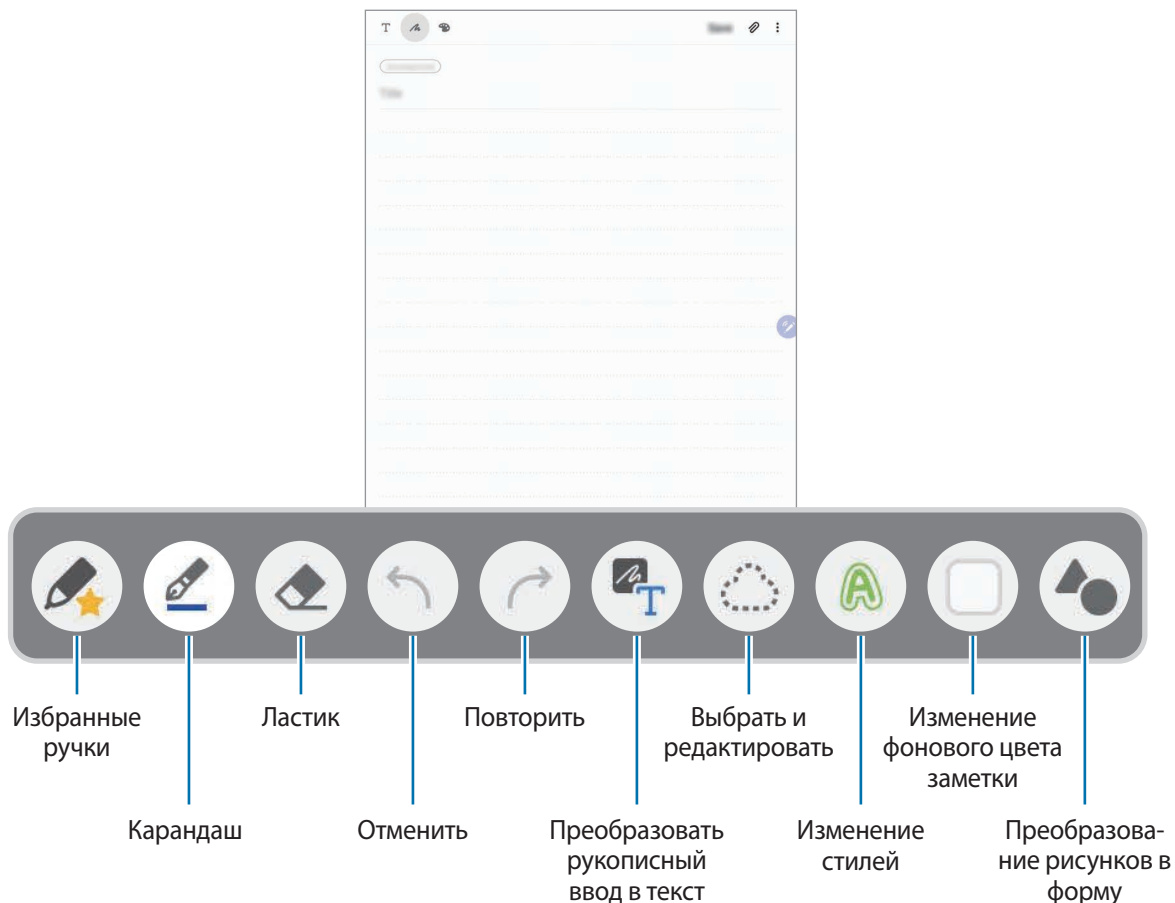 T
T
A
Избранные
ручки
Ластик
Повторить
Выбрать и
редактировать
Изменение
фонового цвета
заметки
Карандаш
Отменить
Преобразовать
рукописный
ввод в текст
Изменение
стилей
Преобразова-
ние рисунков в
форму